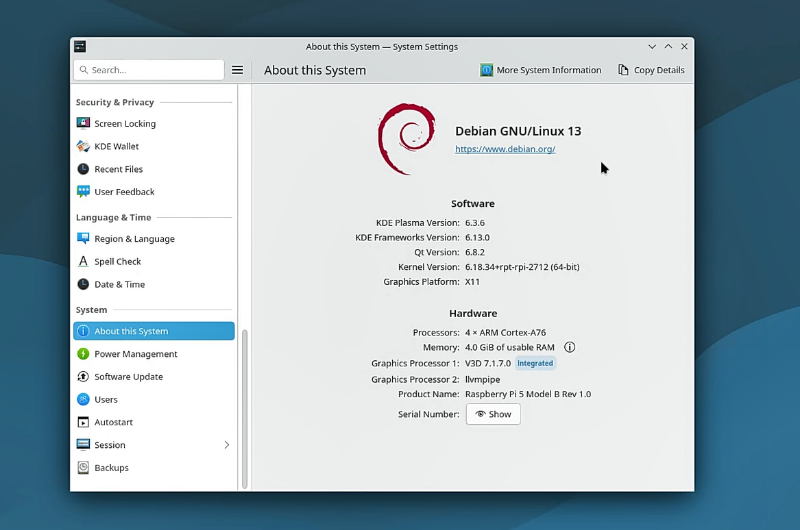 About this System — System Settings
Search...
About this System
More System Information
Copy Details
Security & Privacy
Screen Locking
KDE Wallet
Recent Files
User Feedback
Language & Time
Region & Language
Spell Check
Date & Time
System
About this System
Power Management
Software Update
Users
Autostart
Session
Backups
Debian GNU/Linux 13
https://www.debian.org/
Software
KDE Plasma Version: 6.3.6
KDE Frameworks Version: 6.13.0
Qt Version: 6.8.2
Kernel Version: 6.18.34+rpt-rpi-2712 (64-bit)
Graphics Platform: X11
Hardware
Processors: 4 × ARM Cortex-A76
Memory: 4.0 GiB of usable RAM
Graphics Processor 1: V3D 7.1.7.0 Integrated
Graphics Processor 2: llvmpipe
Product Name: Raspberry Pi 5 Model B Rev 1.0
Serial Number: Show